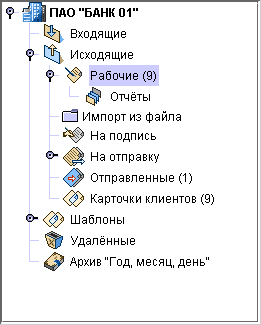 ПАО "БАНК 01"
Входящие
Исходящие
Рабочие (9)
Отчёты
Импорт из файла
На подпись
На отправку
Отправленные (1)
Карточки клиентов (9)
Шаблоны
Удалённые
Архив "Год, месяц, день"